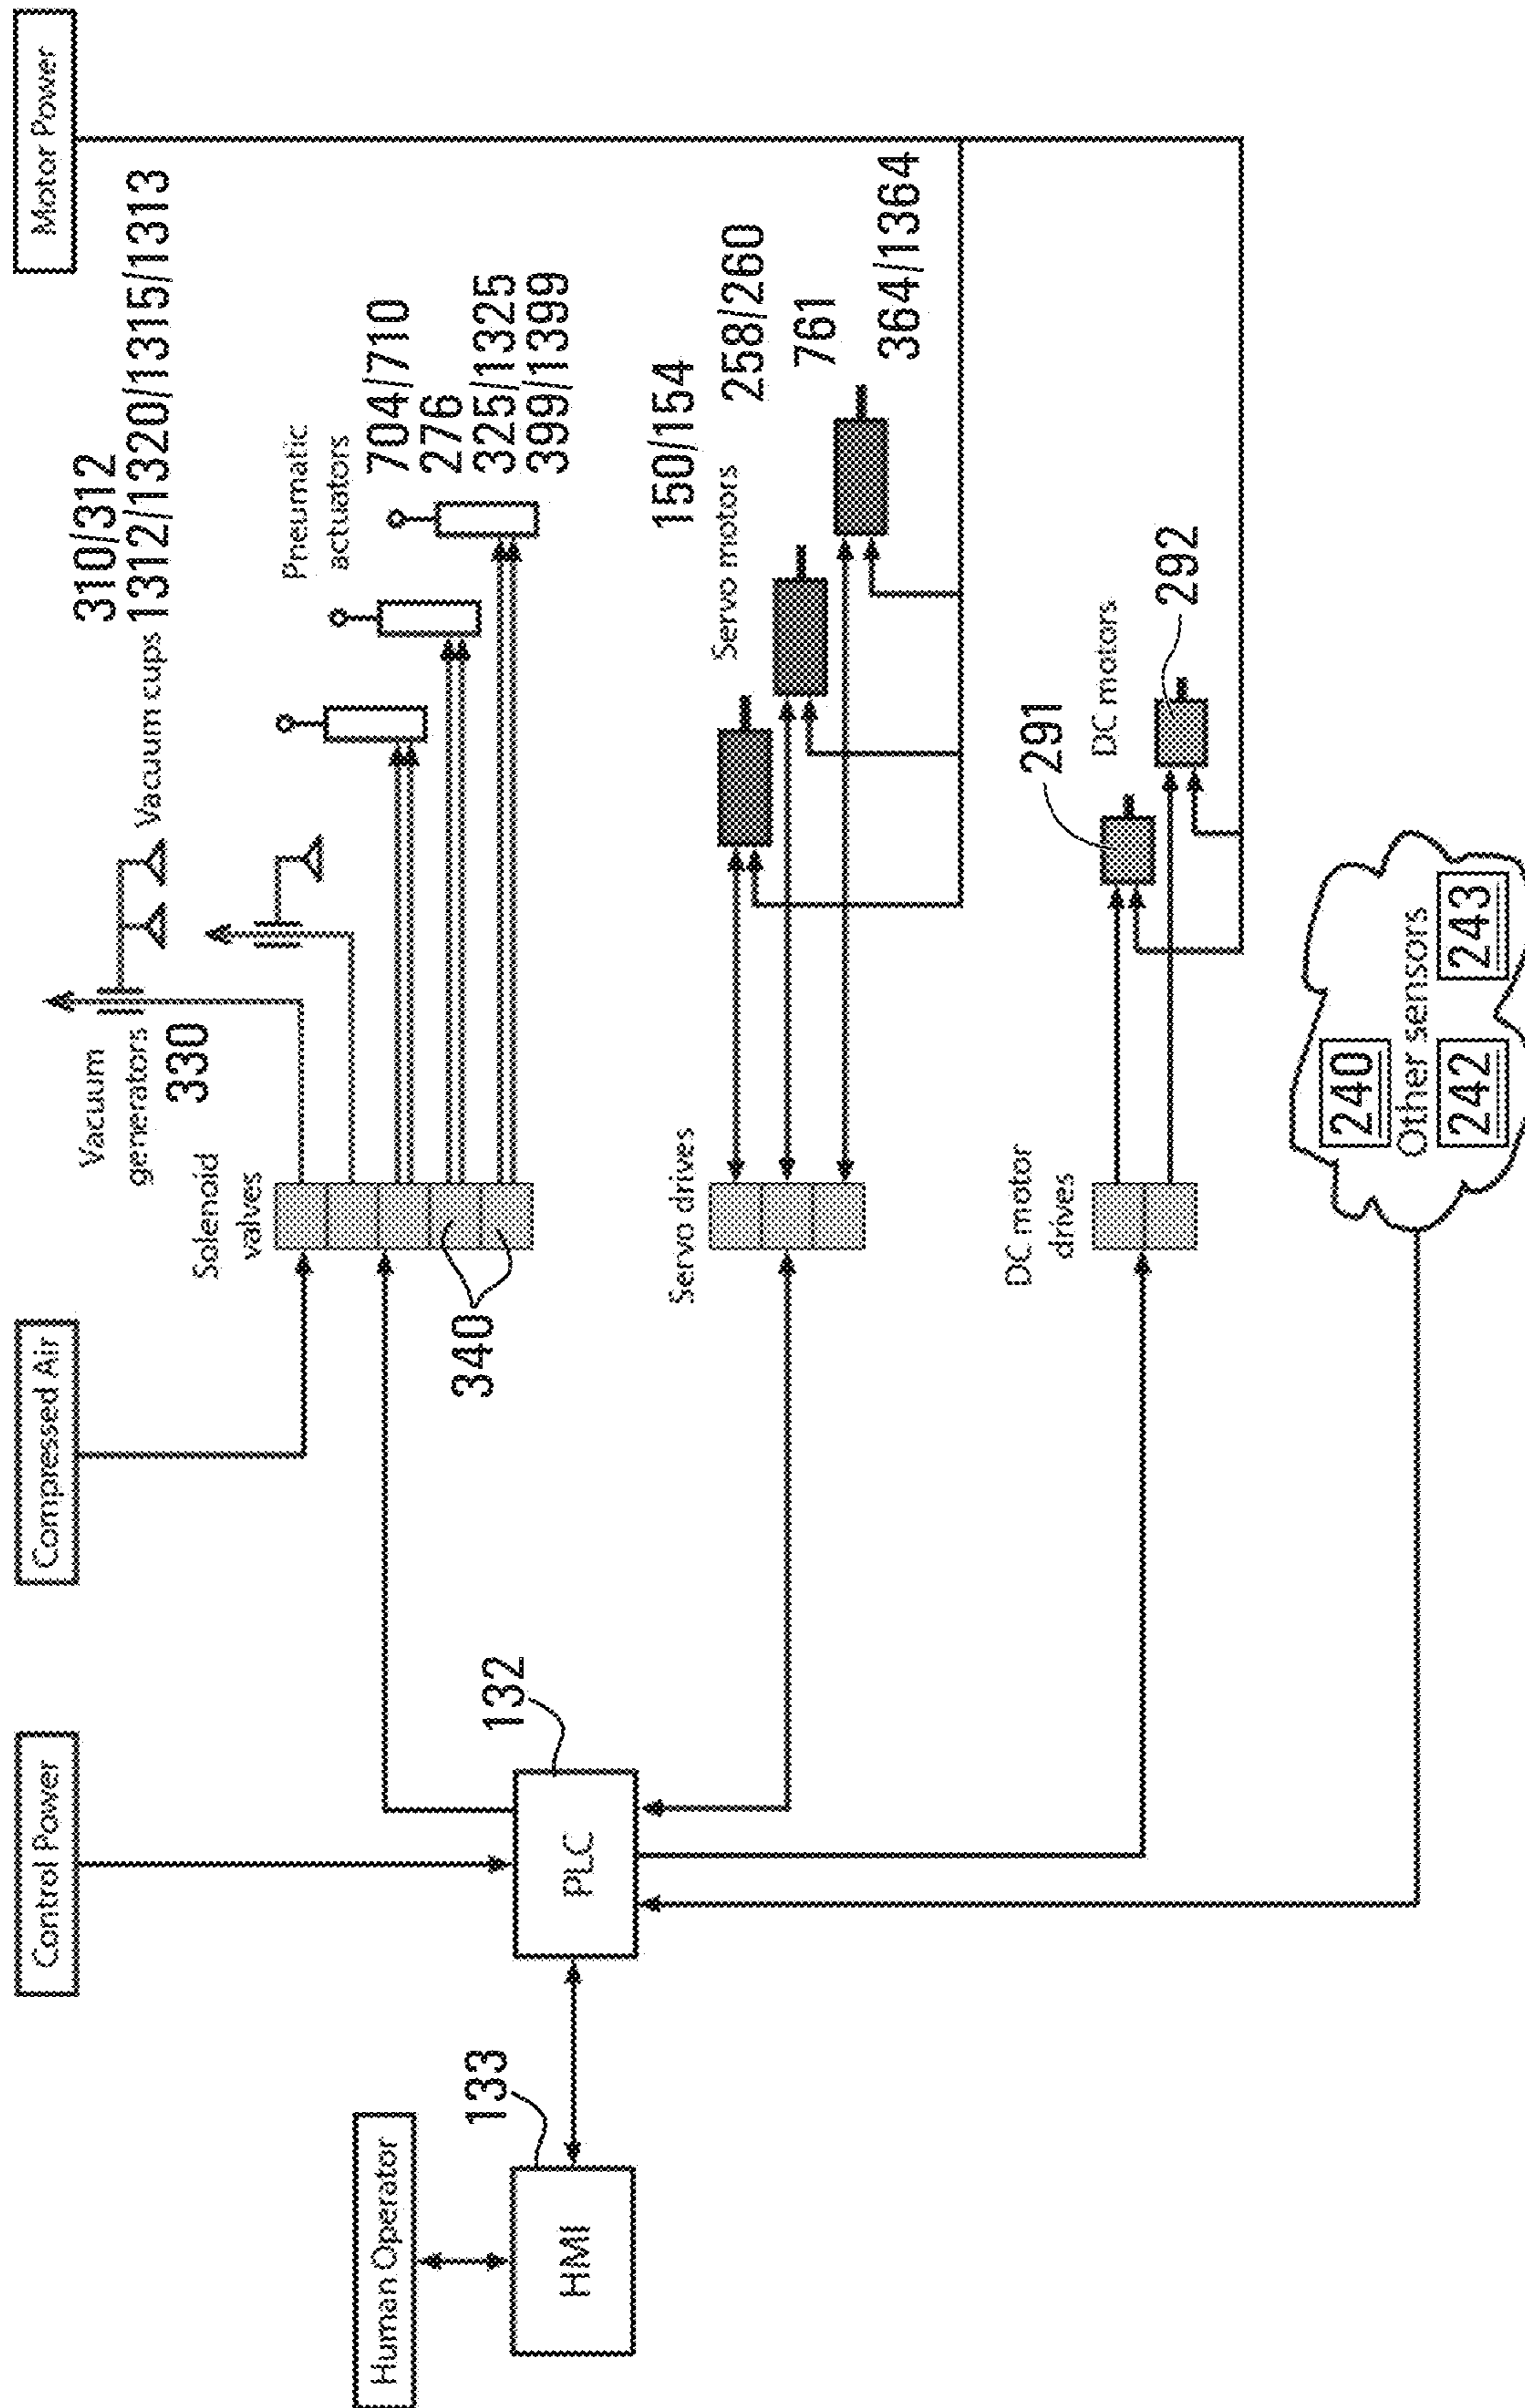 Motor Power
Compressed Air
Control Power
Human Operator
310/312
1312/1320/1315/1313
Vacuum cups
Vacuum
generators
330
Solenoid
valves
Pneumatic
actuators
704/710
276
325/1325
399/1399
340
132
PLC
133
HMI
150/154
Servo motors
258/260
761
364/1364
Servo drives
291
DC motors
292
DC motor
drives
240
Other sensors
242
243